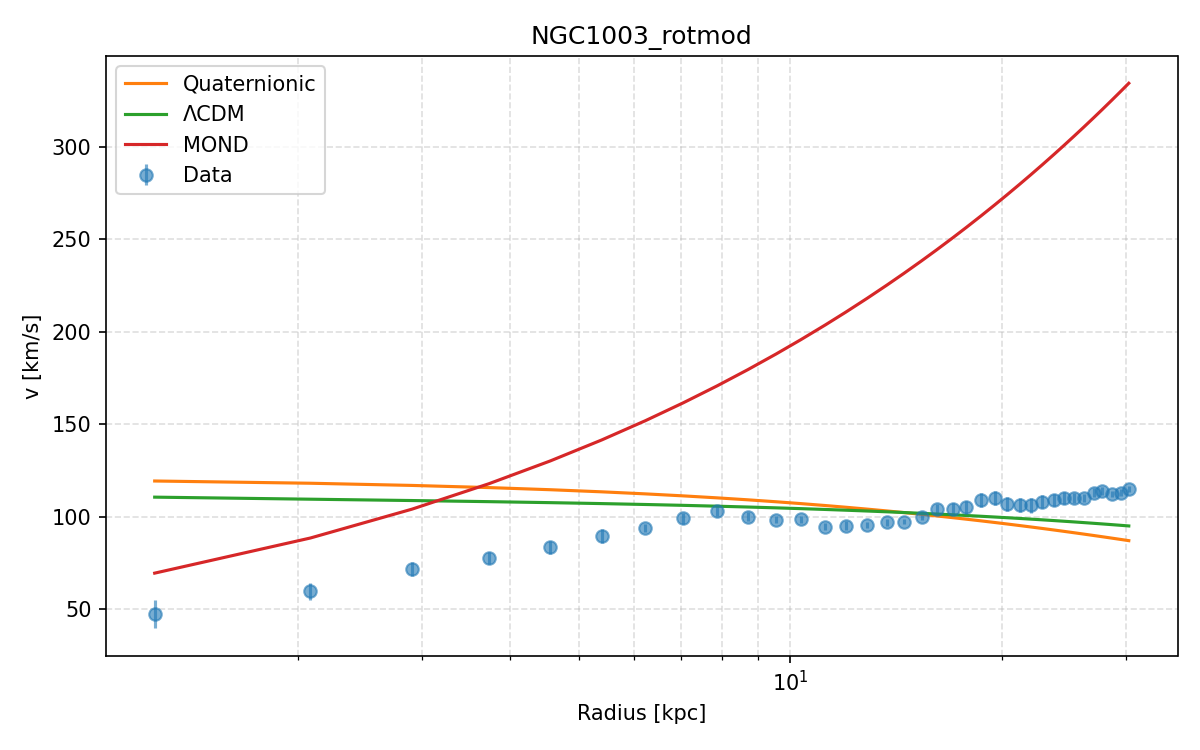 NGC1003_rotmod
Quaternionic
ΛCDM
MOND
Data
300
250
200
150
100
50
v [km/s]
10¹
Radius [kpc]